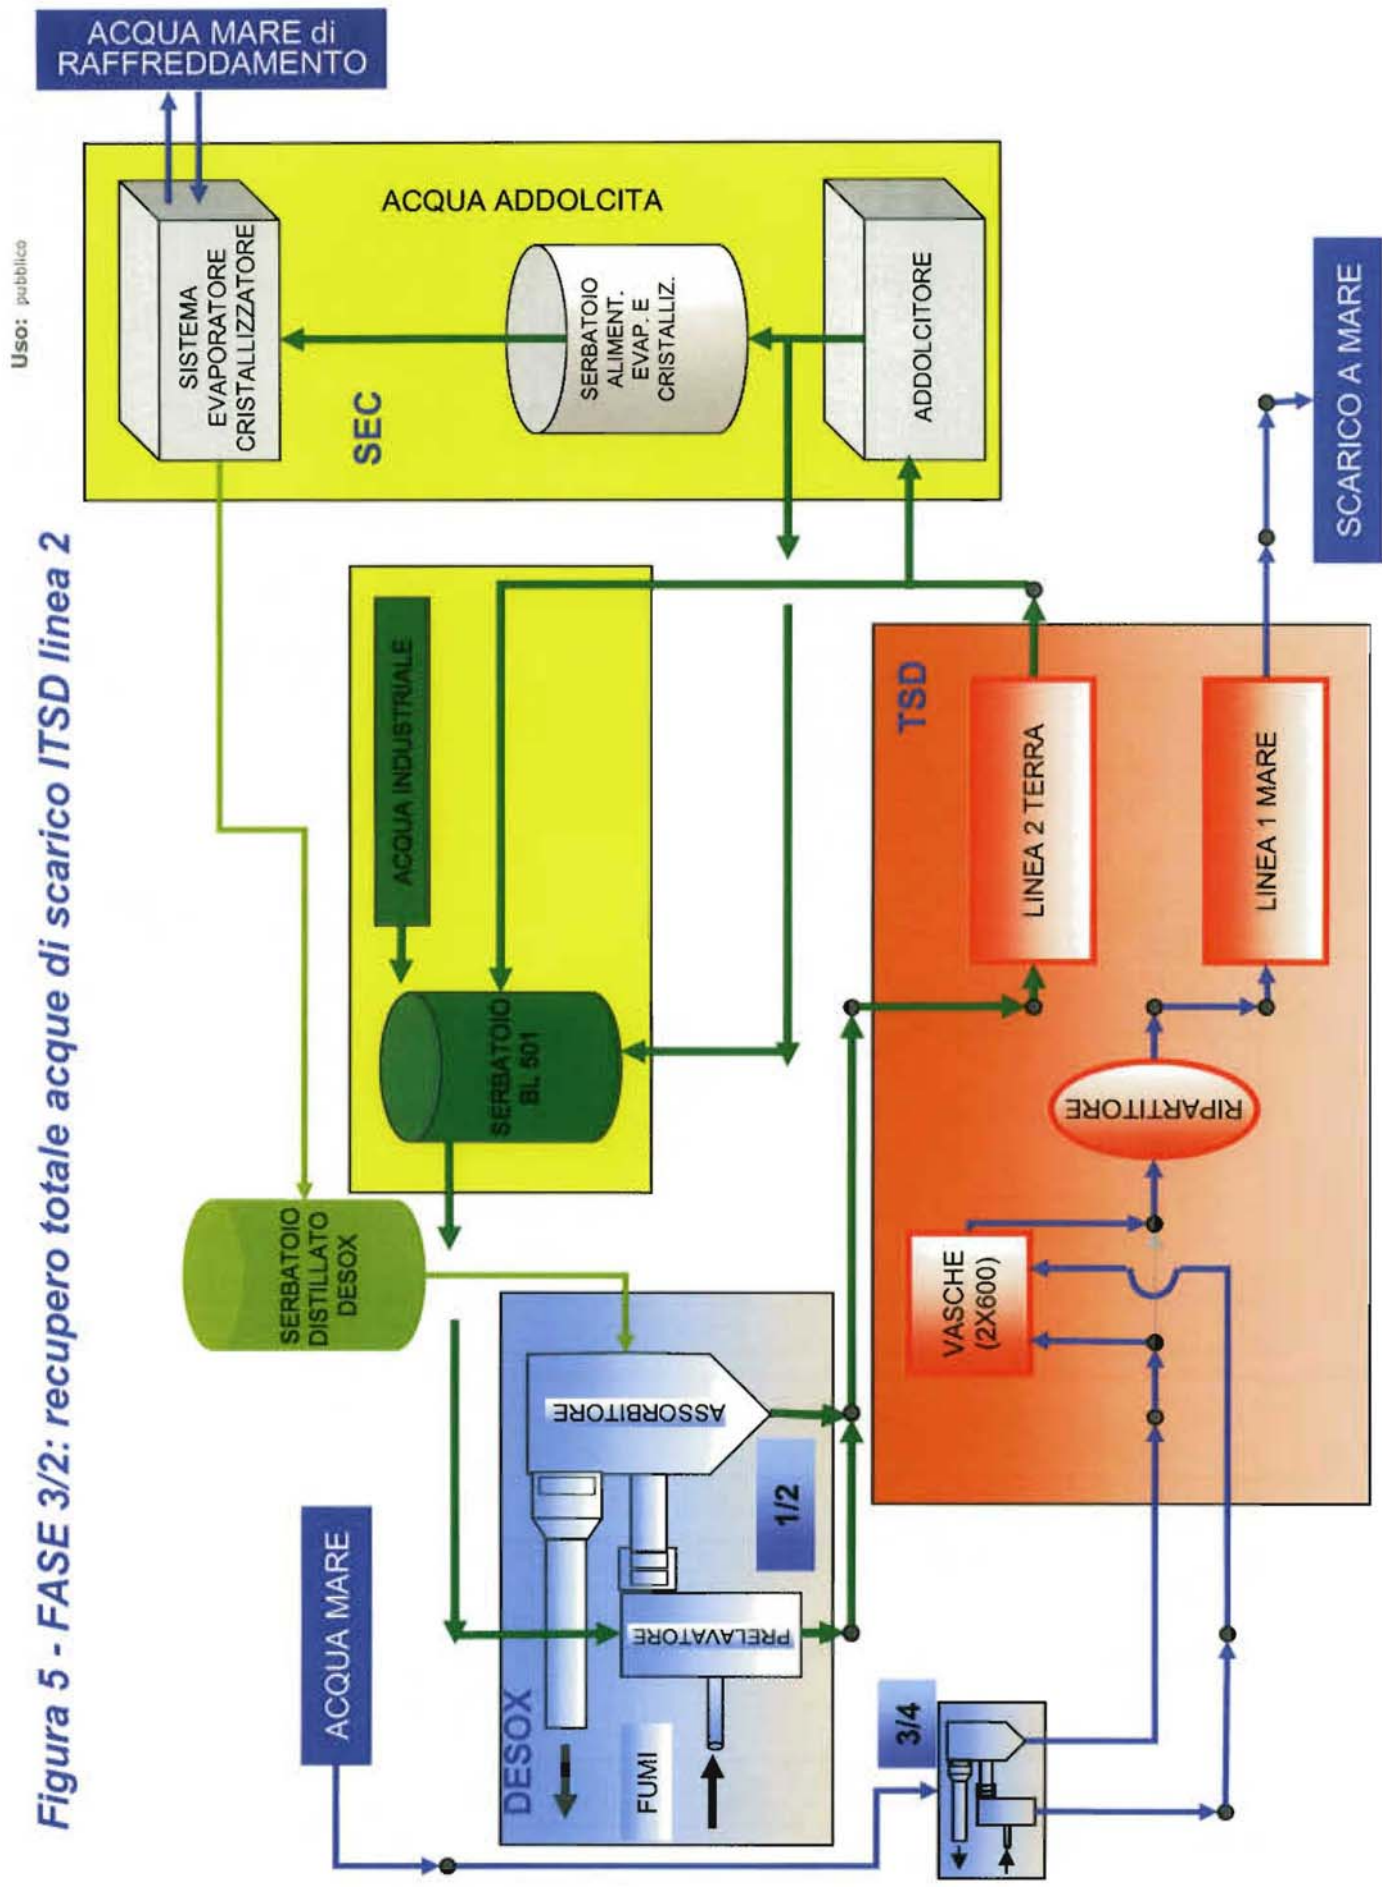 Uso: pubblico
Figura 5 - FASE 3/2: recupero totale acque di scarico ITSD linea 2
ACQUA MARE di
RAFFREDDAMENTO
SISTEMA
EVAPORATORE
CRISTALLIZZATORE
ACQUA ADDOLCITA
SEC
SERBATOIO
ALIMENT.
EVAP. E
CRISTALLIZ.
ADDOLCITORE
ACQUA INDUSTRIALE
SERBATOIO
BL 501
SERBATOIO
DISTILLATO
DESOX
ACQUA MARE
DESOX
FUMI
ASSORBITORE
PRELAVATORE
1/2
3/4
TSD
LINEA 2 TERRA
LINEA 1 MARE
RIPARTITORE
VASCHE
(2X600)
SCARICO A MARE